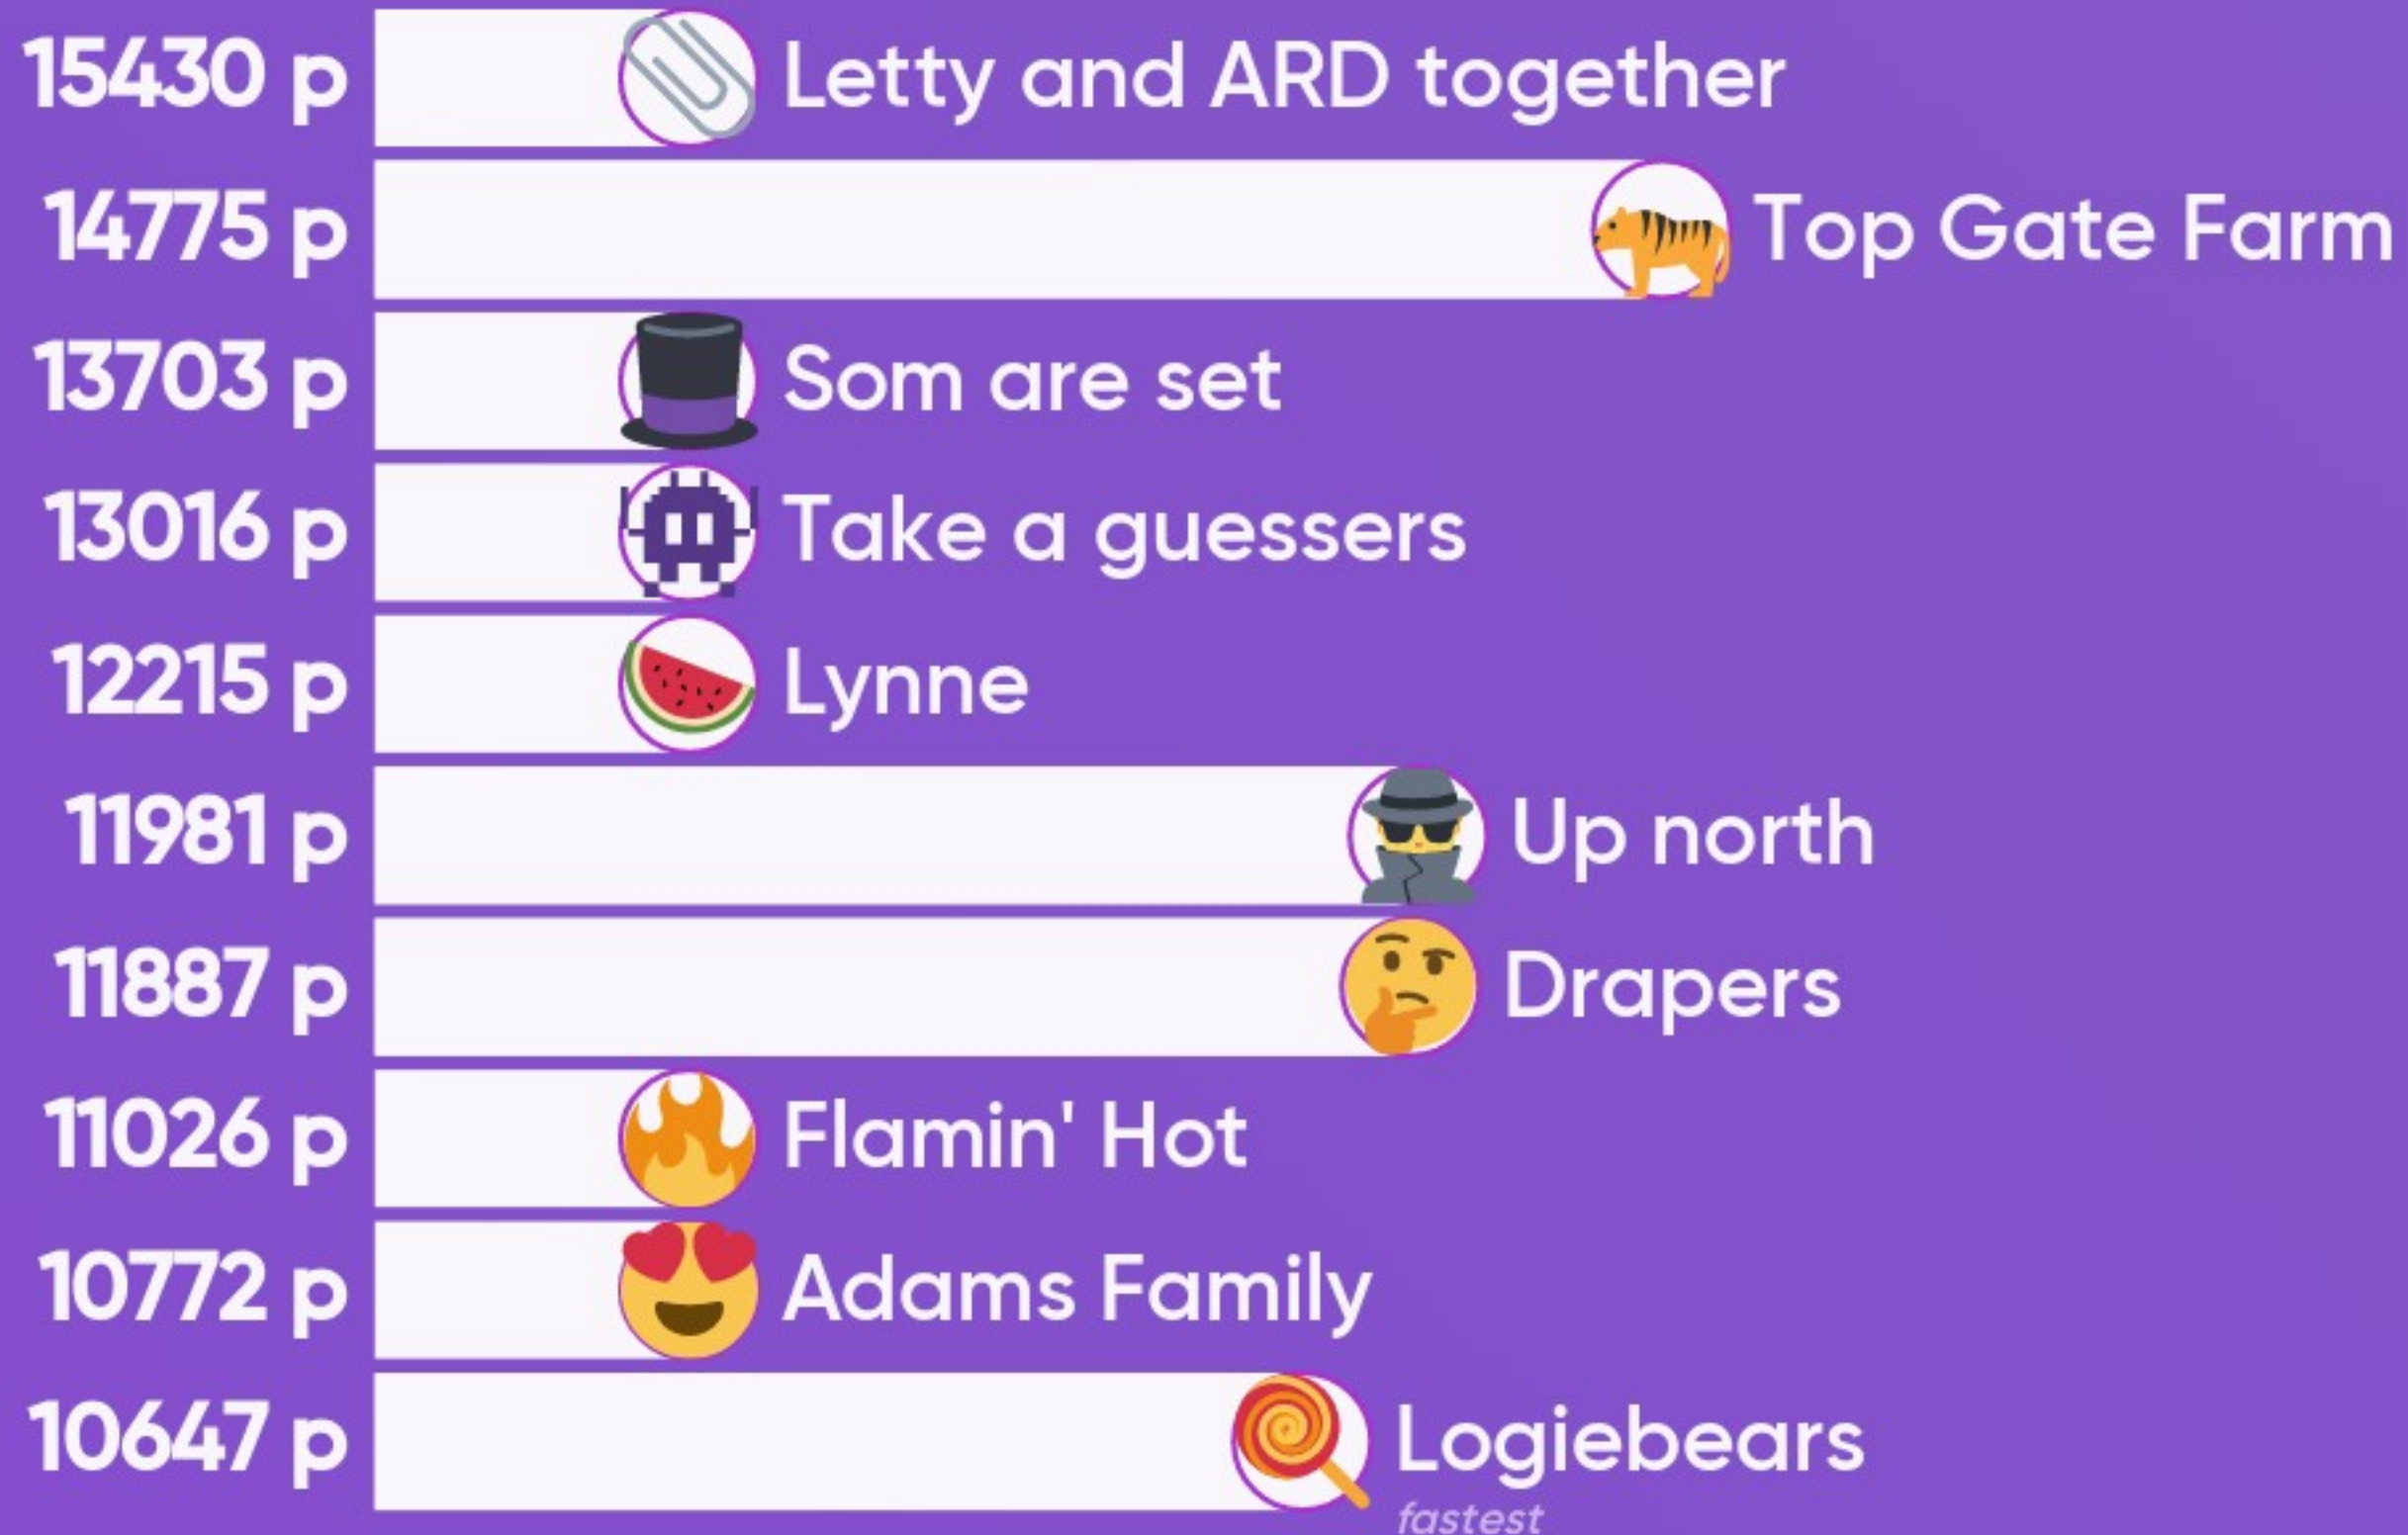 15430 p Letty and ARD together
14775 p Top Gate Farm
13703 p Som are set
13016 p Take a guessers
12215 p Lynne
11981 p Up north
11887 p Drapers
11026 p Flamin' Hot
10772 p Adams Family
10647 p Logiebears
fastest